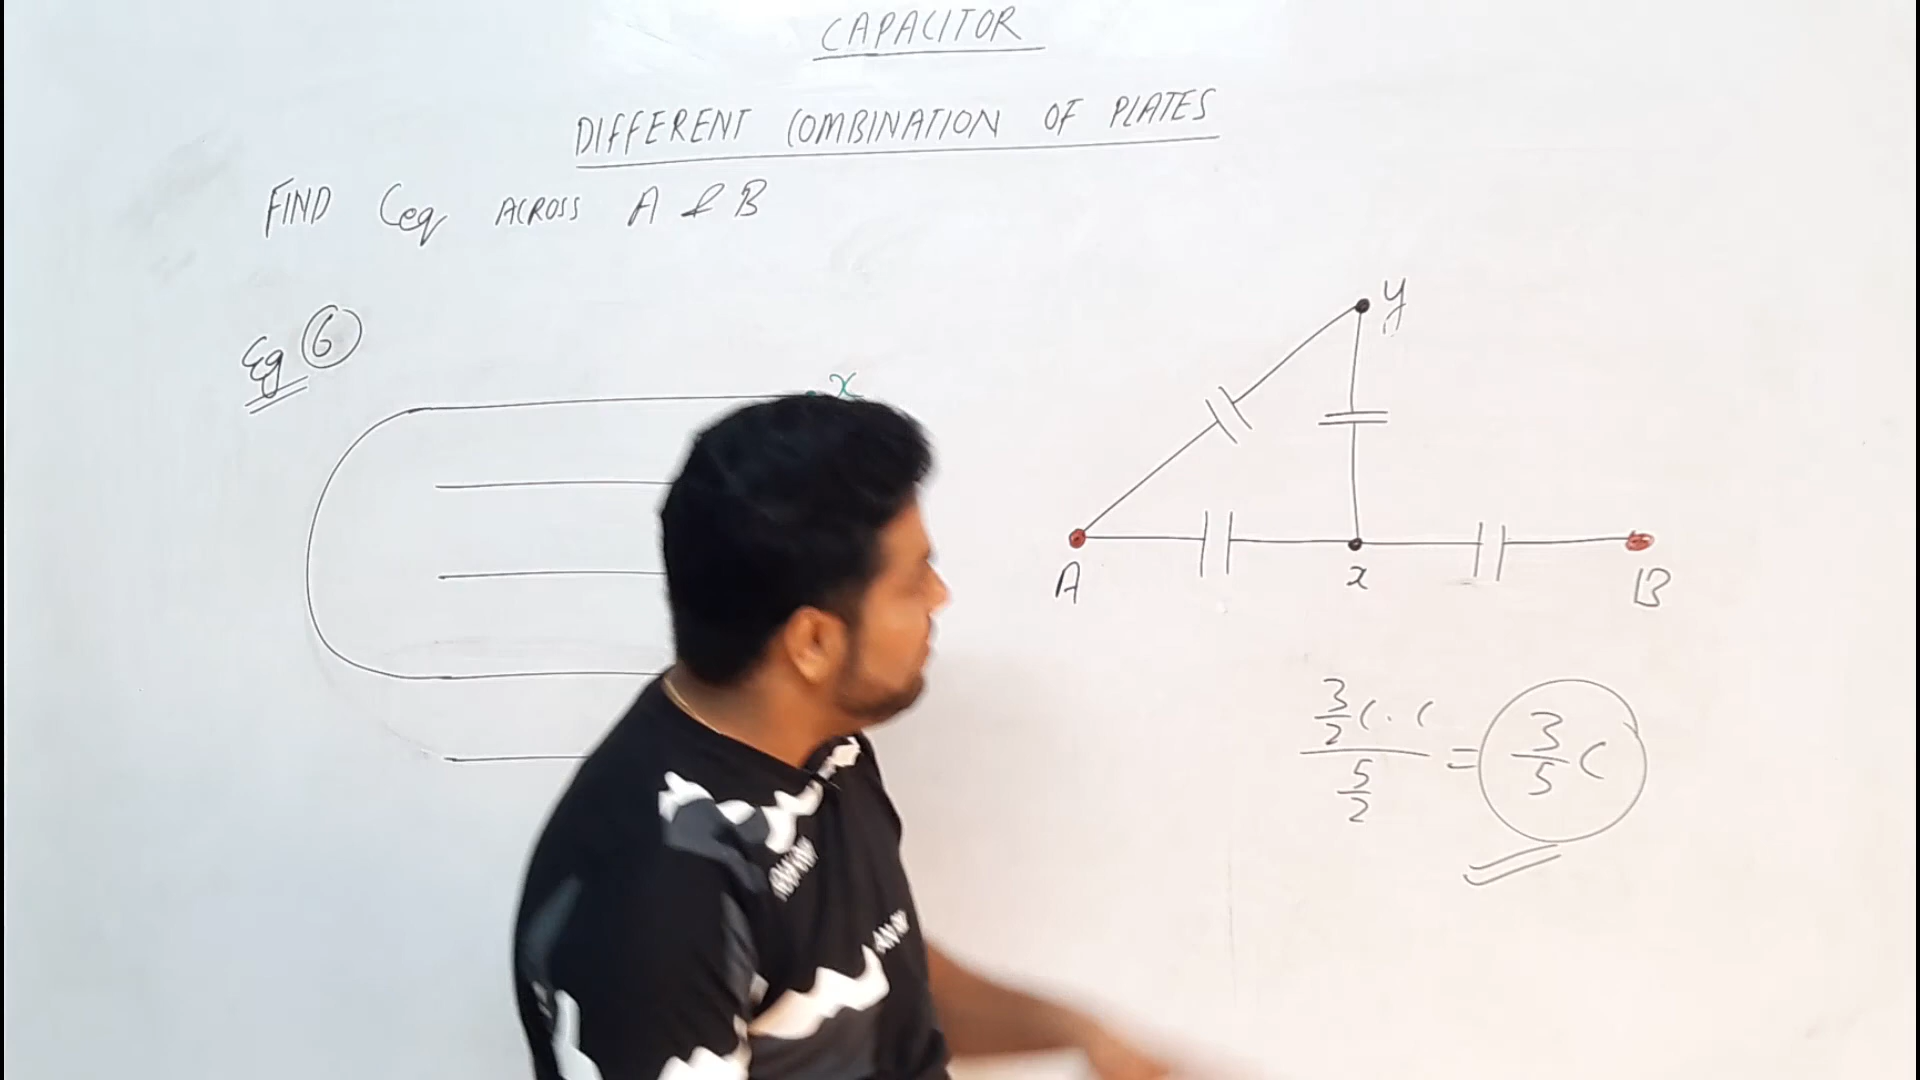 CAPACITOR
DIFFERENT COMBINATION OF PLATES
FIND Ceq ACROSS A & B
Eg 6
x
y
A
x
B
3/2 C · C
5/2
= 3/5 C